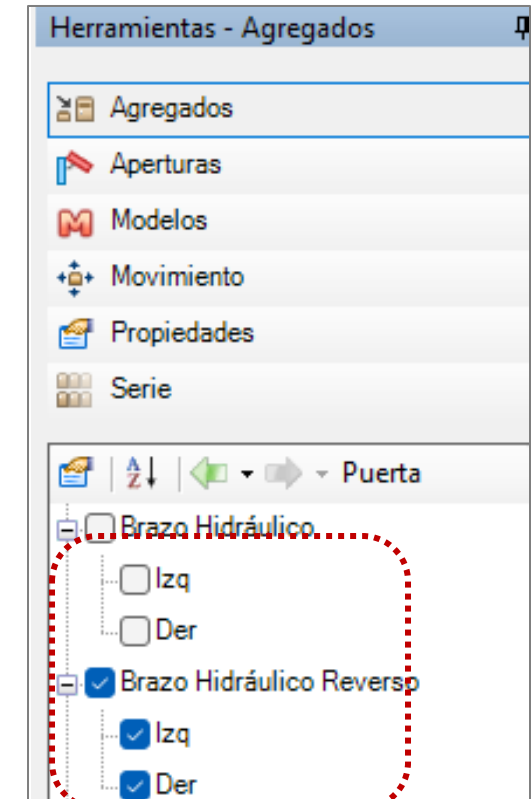 Herramientas - Agregados
Agregados
Aperturas
Modelos
Movimiento
Propiedades
Serie
Puerta
Brazo Hidráulico
Izq
Der
Brazo Hidráulico Reverso
Izq
Der